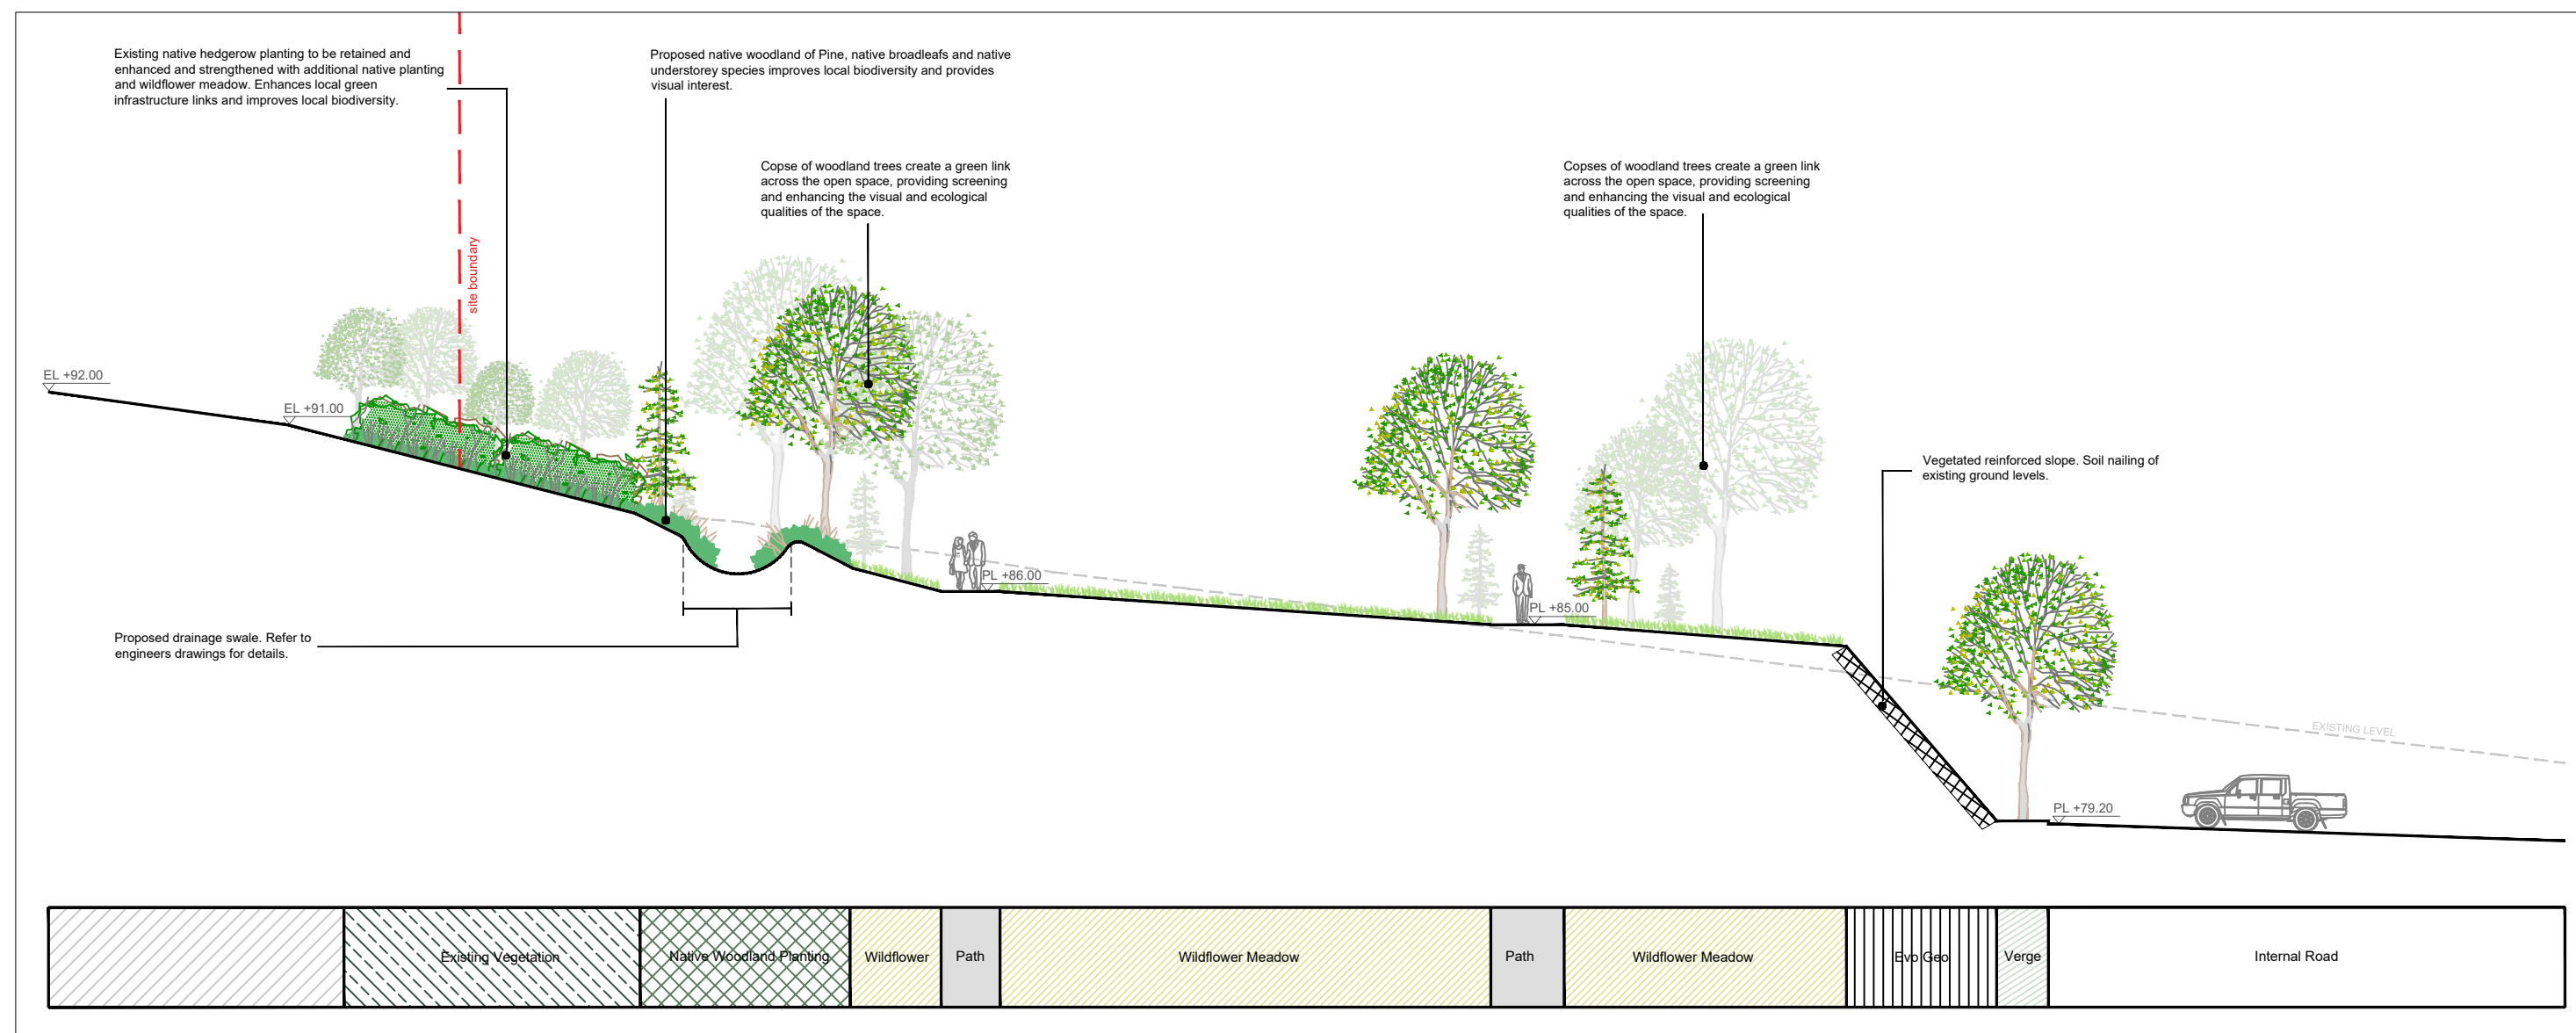 Existing native hedgerow planting to be retained and
enhanced and strengthened with additional native planting
and wildflower meadow. Enhances local green
infrastructure links and improves local biodiversity.
Proposed native woodland of Pine, native broadleafs and native
understorey species improves local biodiversity and provides
visual interest.
Copse of woodland trees create a green link
across the open space, providing screening
and enhancing the visual and ecological
qualities of the space.
Copses of woodland trees create a green link
across the open space, providing screening
and enhancing the visual and ecological
qualities of the space.
site boundary
EL +92.00
EL +91.00
Vegetated reinforced slope. Soil nailing of
existing ground levels.
PL +86.00
PL +85.00
Proposed drainage swale. Refer to
engineers drawings for details.
EXISTING LEVEL
PL +79.20
Existing Vegetation
Native Woodland Planting
Wildflower
Path
Wildflower Meadow
Path
Wildflower Meadow
Evo Geo
Verge
Internal Road